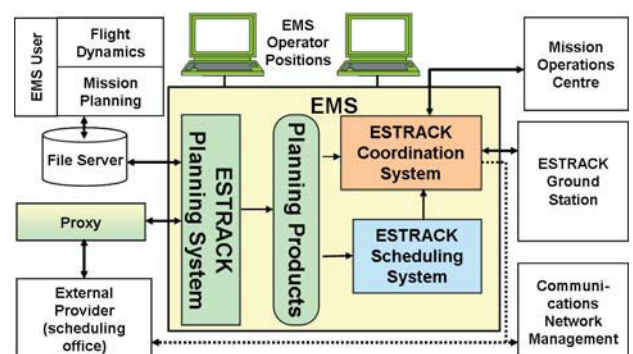 EMS User
Flight
Dynamics
Mission
Planning
File Server
Proxy
External
Provider
(scheduling
office)
EMS
Operator
Positions
EMS
ESTRACK
Planning System
Planning Products
ESTRACK
Coordination
System
ESTRACK
Scheduling
System
Mission
Operations
Centre
ESTRACK
Ground
Station
Communi-
cations
Network
Management